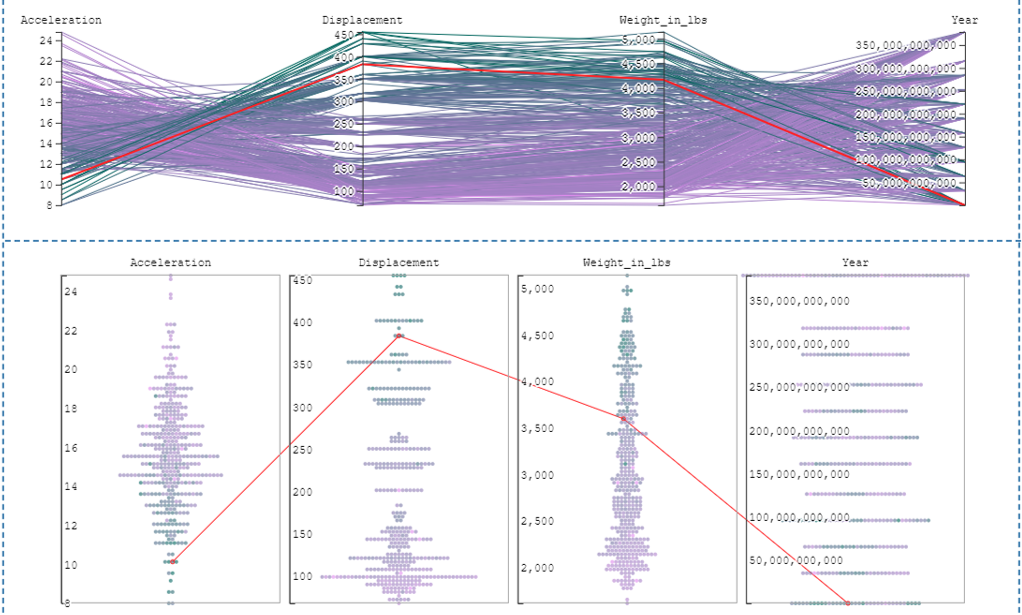 Acceleration Displacement Weight_in_lbs Year
24 450 5,000 350,000,000,000
22 400 4,500 300,000,000,000
20 350 4,000 250,000,000,000
18 300 3,500 200,000,000,000
16 250 3,000 150,000,000,000
14 200 2,500 100,000,000,000
12 150 2,000 50,000,000,000
10 100
8
Acceleration Displacement Weight_in_lbs Year
24 450 5,000 350,000,000,000
22 400 4,500 300,000,000,000
20 350 4,000 250,000,000,000
18 300 3,500 200,000,000,000
16 250 3,000 150,000,000,000
14 200 2,500 100,000,000,000
12 150 2,000 50,000,000,000
10 100
8